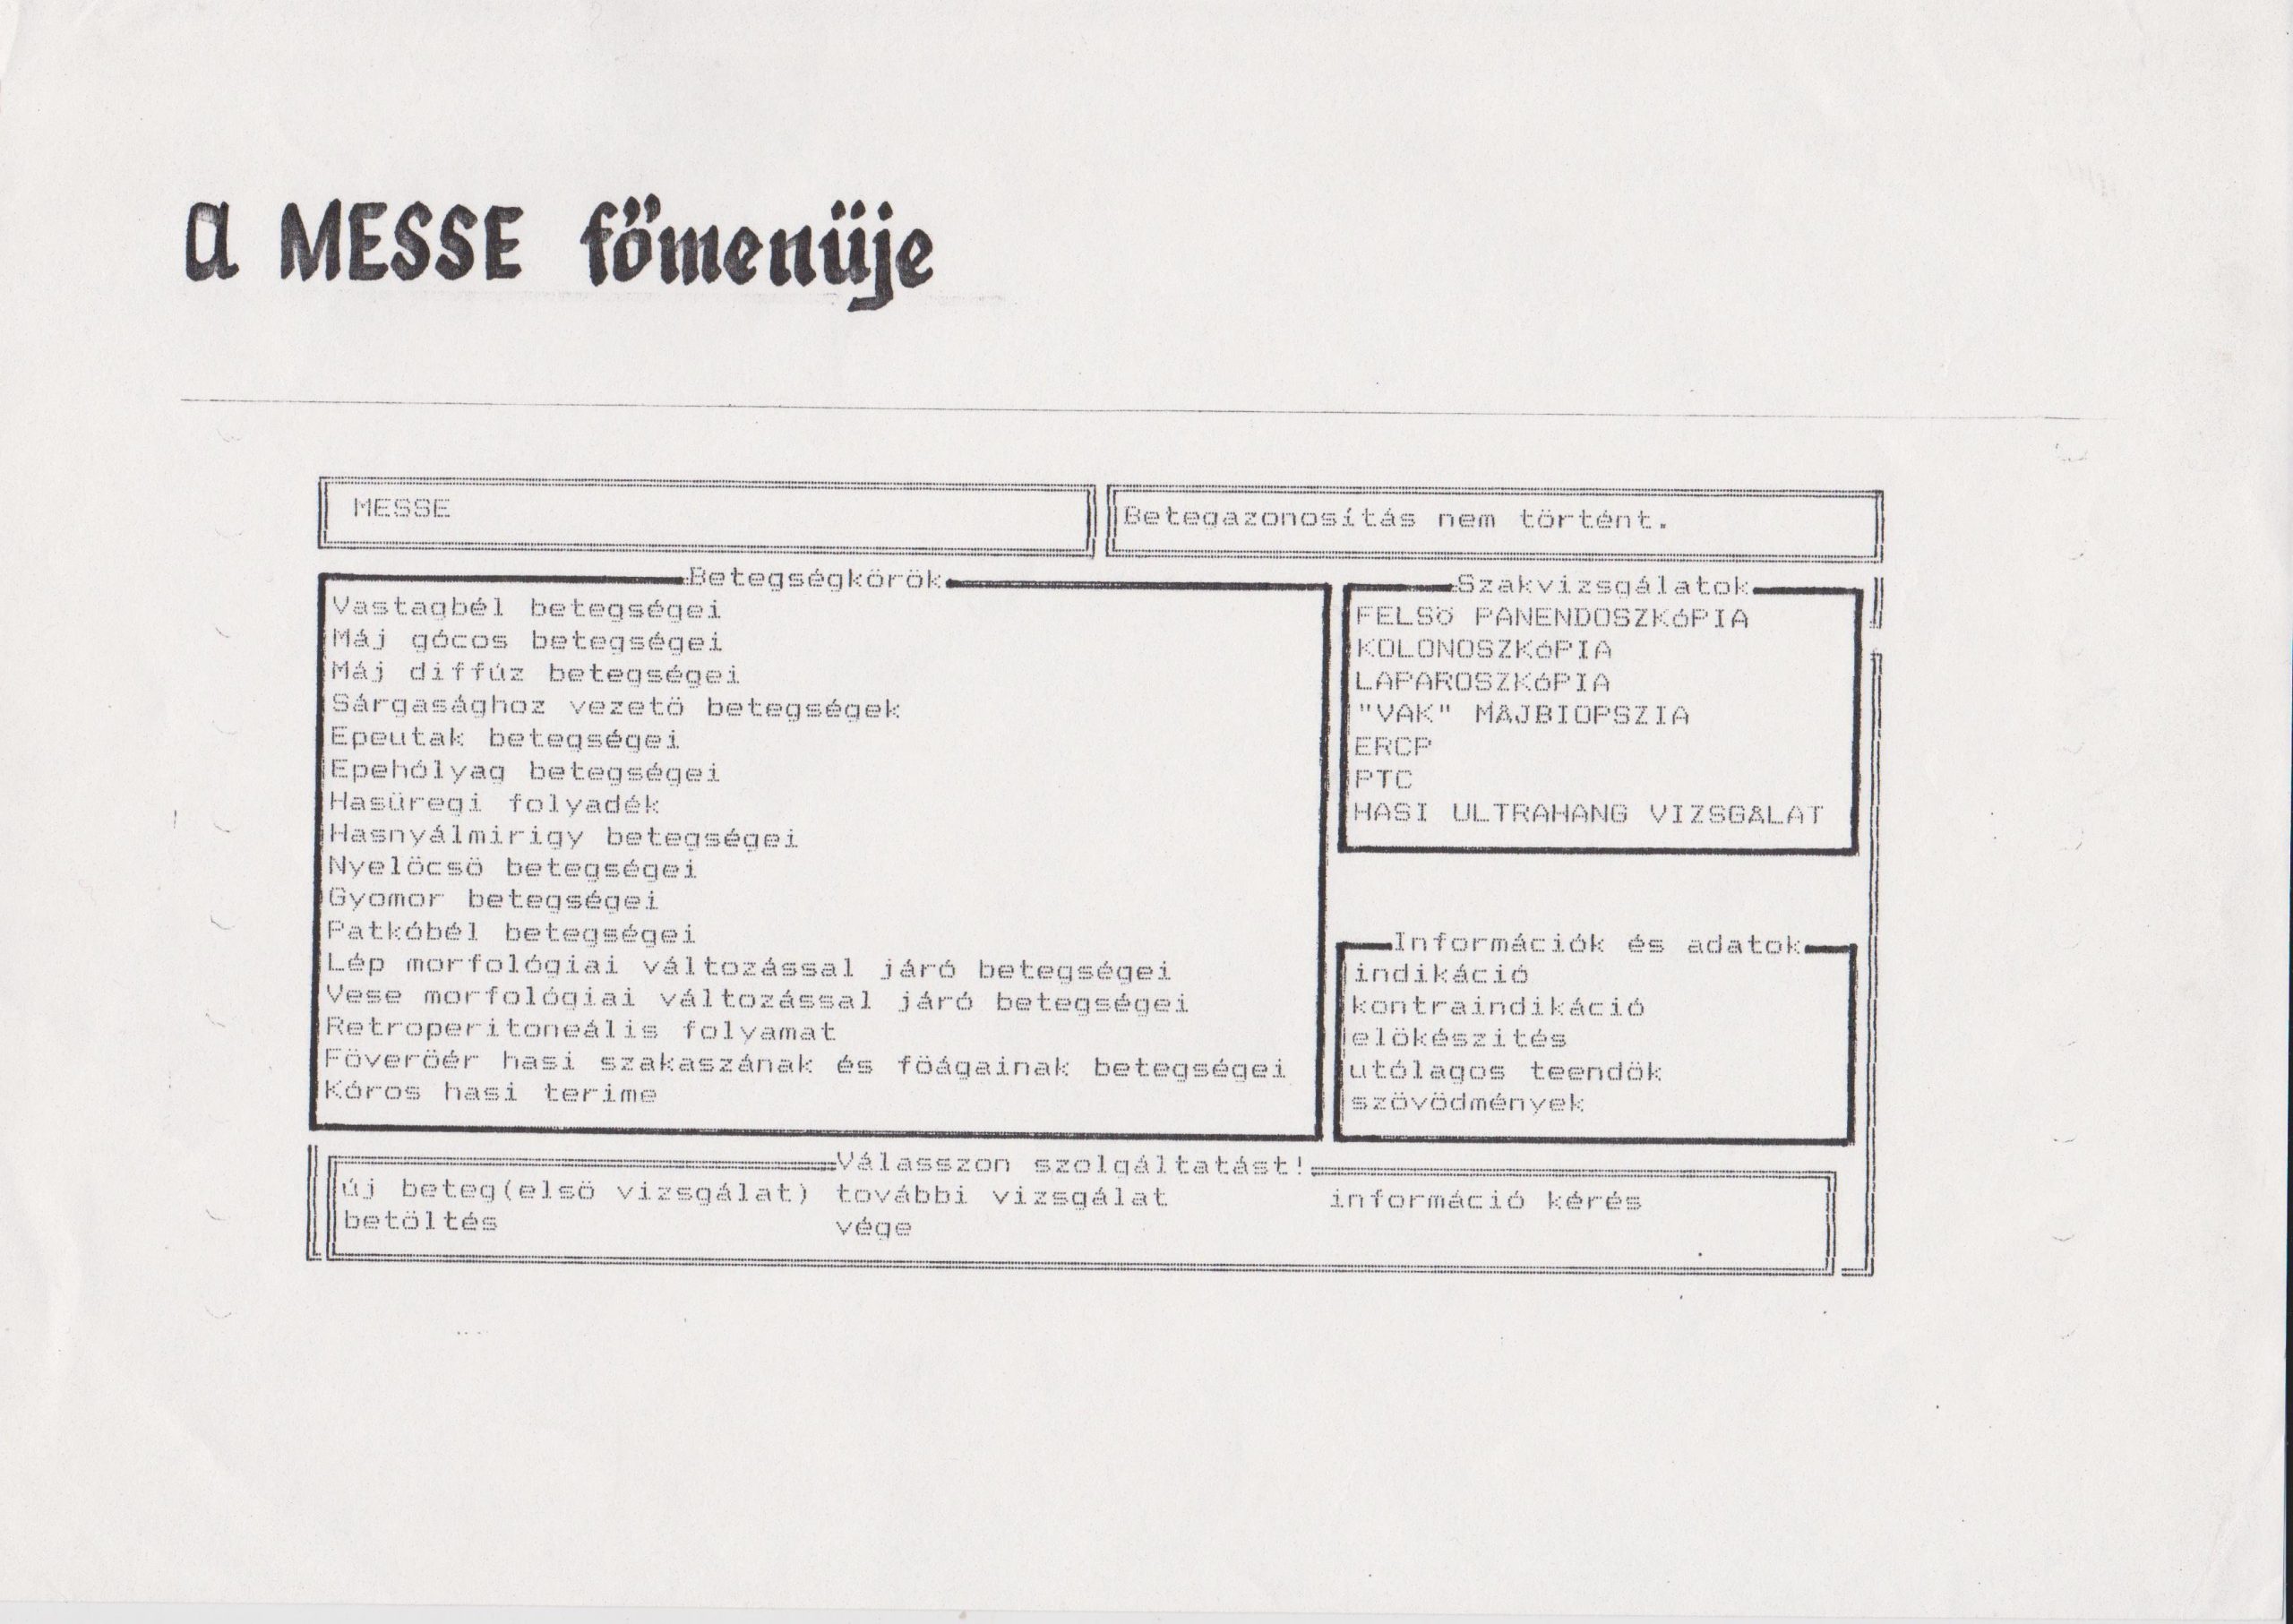 a MESSE főmenüje
MESSE
Betegazonosítás nem történt.
Betegségkörök
Vastagbél betegségei
Máj gócos betegségei
Máj diffúz betegségei
Sárgasághoz vezetö betegségek
Epeutak betegségei
Epehólyag betegségei
Hasüregi folyadék
Hasnyálmirigy betegségei
Nyelöcsö betegségei
Gyomor betegségei
Patkóbél betegségei
Lép morfológiai változással járó betegségei
Vese morfológiai változással járó betegségei
Retroperitoneális folyamat
Föveröér hasi szakaszának és föágainak betegségei
Kóros hasi terime
Szakvizsgálatok
FELSö PANENDOSZKóPIA
KOLONOSZKóPIA
LAPAROSZKóPIA
"VAK" MÅJBIOPSZIA
ERCP
PTC
HASI ULTRAHANG VIZSGÅLAT
Információk és adatok
indikáció
kontraindikáció
elökészítés
utólagos teendök
szövödmények
Válasszon szolgáltatást!
új beteg(elsö vizsgálat) további vizsgálat információ kérés
betöltés vége